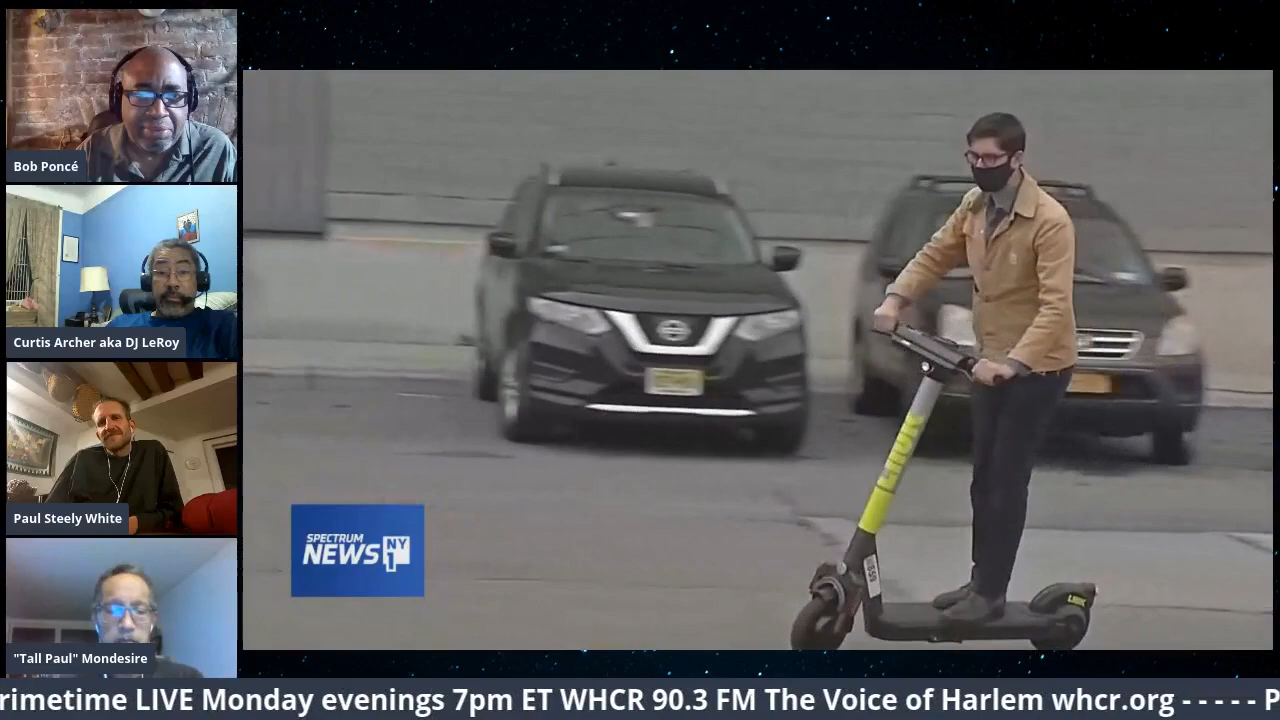 Bob Poncé
Curtis Archer aka DJ LeRoy
Paul Steely White
"Tall Paul" Mondesire
SPECTRUM
NEWS NY
1
LINK
rimetime LIVE Monday evenings 7pm ET WHCR 90.3 FM The Voice of Harlem whcr.org - - - - - P